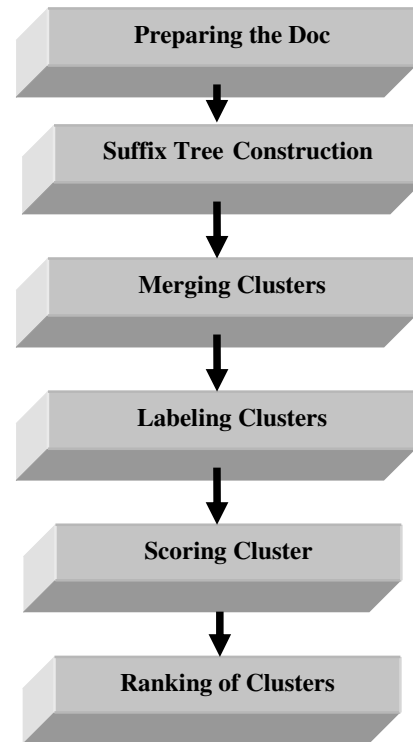 Preparing the Doc
Suffix Tree Construction
Merging Clusters
Labeling Clusters
Scoring Cluster
Ranking of Clusters